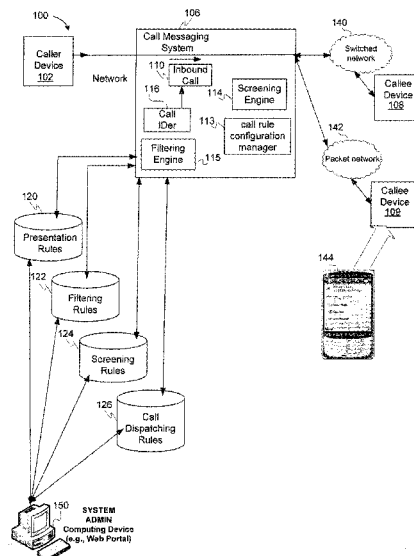 100
106
Caller Device 102
Network
Call Messaging System
110
Inbound Call
116
Call IDer
114
Screening Engine
113
call rule configuration manager
Filtering Engine
115
140
Switched network
Callee Device 108
142
Packet network
Callee Device 109
144
120
Presentation Rules
122
Filtering Rules
124
Screening Rules
126
Call Dispatching Rules
150
SYSTEM ADMIN Computing Device (e.g., Web Portal)